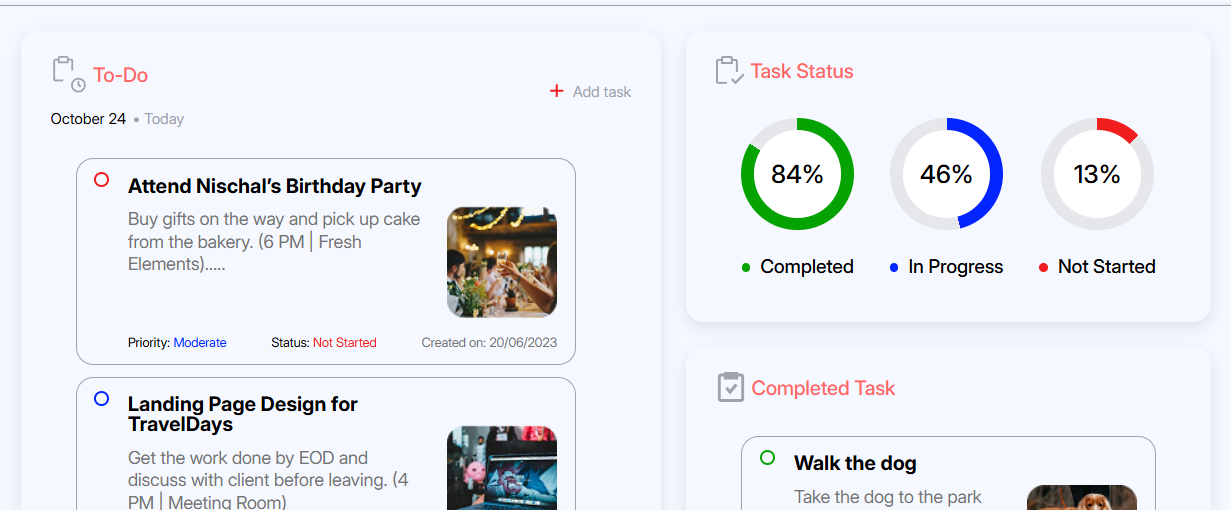 To-Do
+ Add task
October 24 • Today
Attend Nischal’s Birthday Party
Buy gifts on the way and pick up cake
from the bakery. (6 PM | Fresh
Elements).....
Priority: Moderate
Status: Not Started
Created on: 20/06/2023
Landing Page Design for
TravelDays
Get the work done by EOD and
discuss with client before leaving. (4
PM | Meeting Room)
Task Status
84%
46%
13%
Completed
In Progress
Not Started
Completed Task
Walk the dog
Take the dog to the park